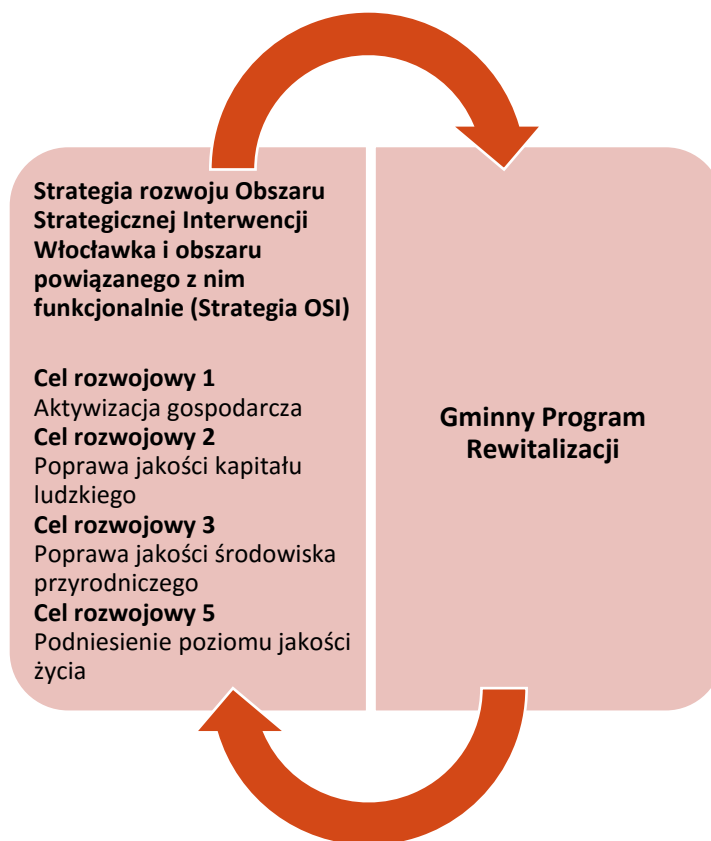 Strategia rozwoju Obszaru
Strategicznej Interwencji
Włocławka i obszaru
powiązanego z nim
funkcjonalnie (Strategia OSI)
Cel rozwojowy 1
Aktywizacja gospodarcza
Cel rozwojowy 2
Poprawa jakości kapitału
ludzkiego
Cel rozwojowy 3
Poprawa jakości środowiska
przyrodniczego
Cel rozwojowy 5
Podniesienie poziomu jakości
życia
Gminny Program
Rewitalizacji